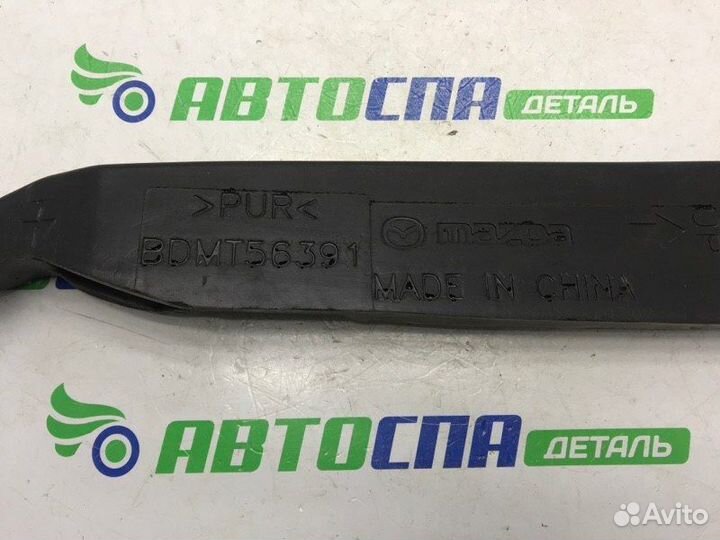 АВТОСПА ДЕТАЛЬ
>PUR<
BDMT56391
mazda
MADE IN CHINA
АВТОСПА ДЕТАЛЬ
Avito